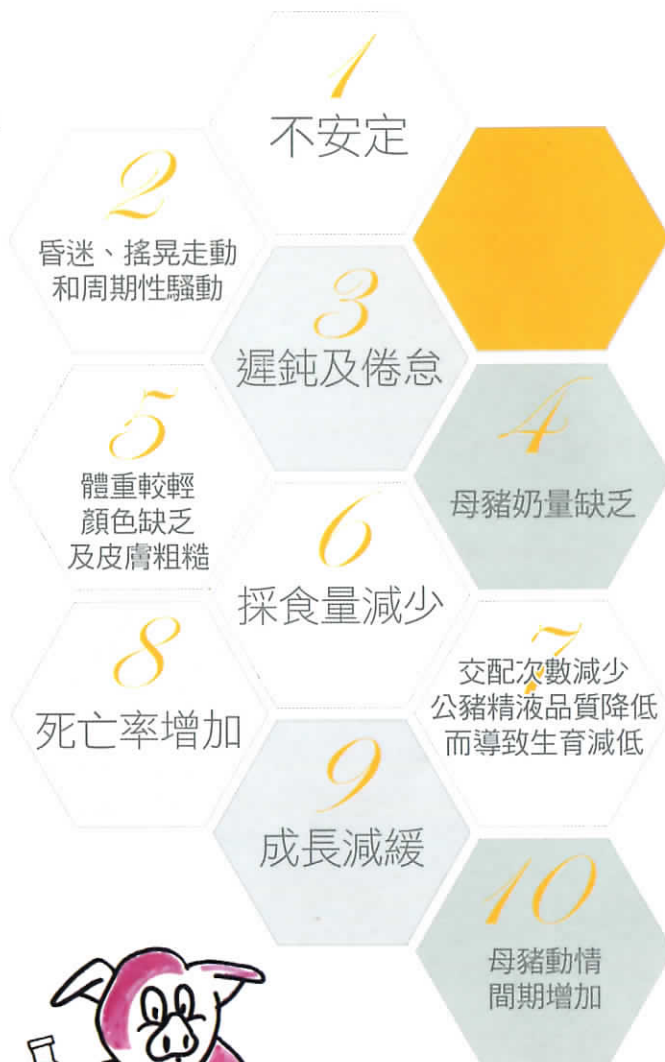 1
不安定
2
昏迷、搖晃走動
和周期性騷動
3
遲鈍及倦怠
4
母豬奶量缺乏
5
體重較輕
顏色缺乏
及皮膚粗糙
6
採食量減少
7
交配次數減少
公豬精液品質降低
而導致生育減低
8
死亡率增加
9
成長減緩
10
母豬動情
間期增加